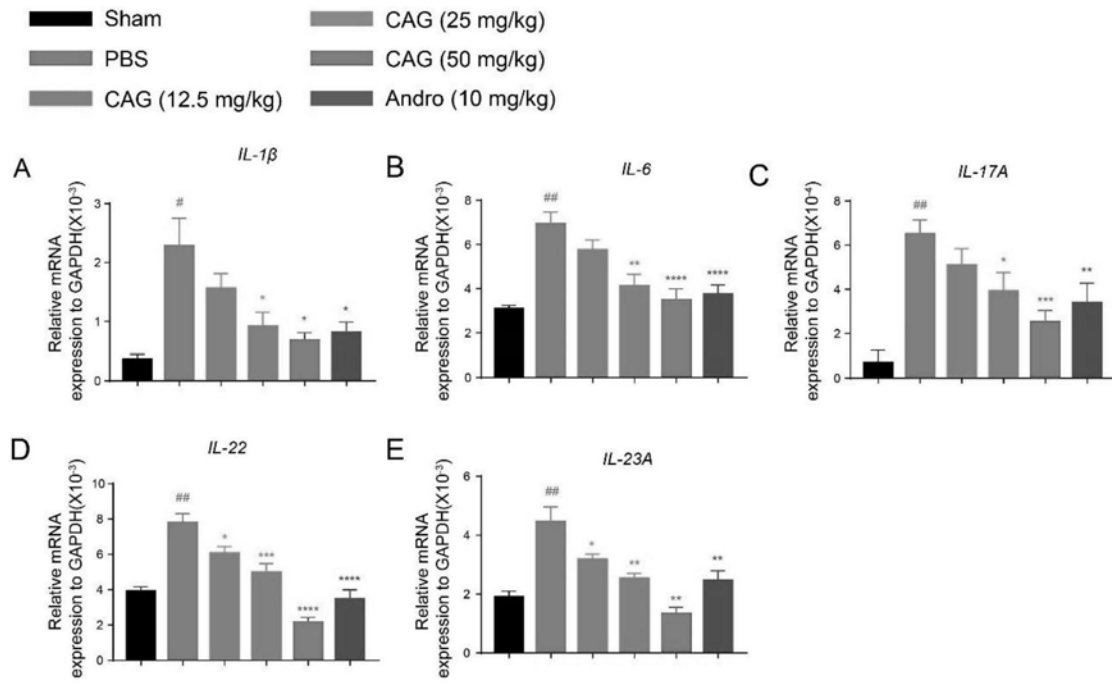 Sham
PBS
CAG (12.5 mg/kg)
CAG (25 mg/kg)
CAG (50 mg/kg)
Andro (10 mg/kg)
A
IL-1β
Relative mRNA
expression to GAPDH(X10⁻³)
3
2
1
0
#
*
*
*
B
IL-6
Relative mRNA
expression to GAPDH(X10⁻³)
8
6
4
2
0
##
**
****
****
C
IL-17A
Relative mRNA
expression to GAPDH(X10⁻⁴)
8
6
4
2
0
##
*
***
**
D
IL-22
Relative mRNA
expression to GAPDH(X10⁻³)
10
8
6
4
2
0
##
*
***
****
****
E
IL-23A
Relative mRNA
expression to GAPDH(X10⁻³)
6
4
2
0
##
*
**
**
**